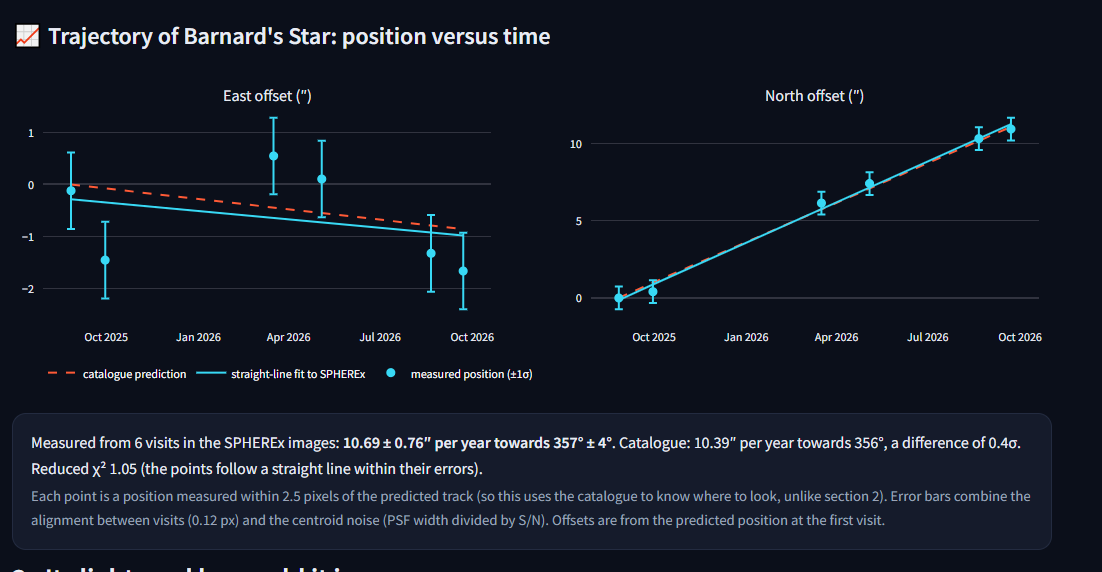 📈 Trajectory of Barnard's Star: position versus time
East offset (″)
1
0
−1
−2
Oct 2025 Jan 2026 Apr 2026 Jul 2026 Oct 2026
North offset (″)
10
5
0
Oct 2025 Jan 2026 Apr 2026 Jul 2026 Oct 2026
catalogue prediction straight-line fit to SPHEREx measured position (±1σ)
Measured from 6 visits in the SPHEREx images: 10.69 ± 0.76″ per year towards 357° ± 4°. Catalogue: 10.39″ per year towards 356°, a difference of 0.4σ.
Reduced χ² 1.05 (the points follow a straight line within their errors).
Each point is a position measured within 2.5 pixels of the predicted track (so this uses the catalogue to know where to look, unlike section 2). Error bars combine the
alignment between visits (0.12 px) and the centroid noise (PSF width divided by S/N). Offsets are from the predicted position at the first visit.